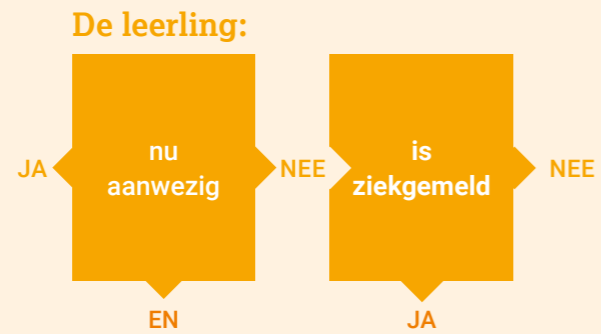 De leerling:
JA
nu
aanwezig
NEE
is
ziekgemeld
NEE
EN
JA